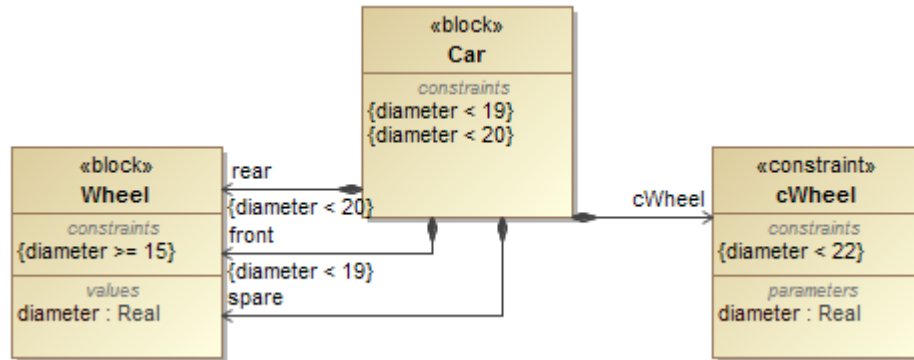 «block»
Car
constraints
{diameter < 19}
{diameter < 20}
«block»
Wheel
constraints
{diameter >= 15}
values
diameter : Real
rear
{diameter < 20}
front
{diameter < 19}
spare
cWheel
«constraint»
cWheel
constraints
{diameter < 22}
parameters
diameter : Real